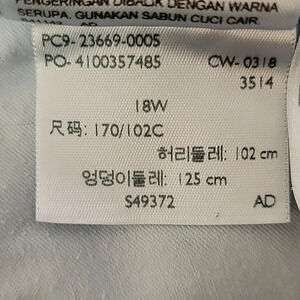 PENGERINGAN DIBALIK DENGAN WARNA
SERUPA. GUNAKAN SABUN CUCI CAIR.
PC9- 23669-0005
PO- 4100357485 CW- 0318
3514
18W
尺码: 170/102C
허리둘레: 102 cm
엉덩이둘레: 125 cm
S49372 AD